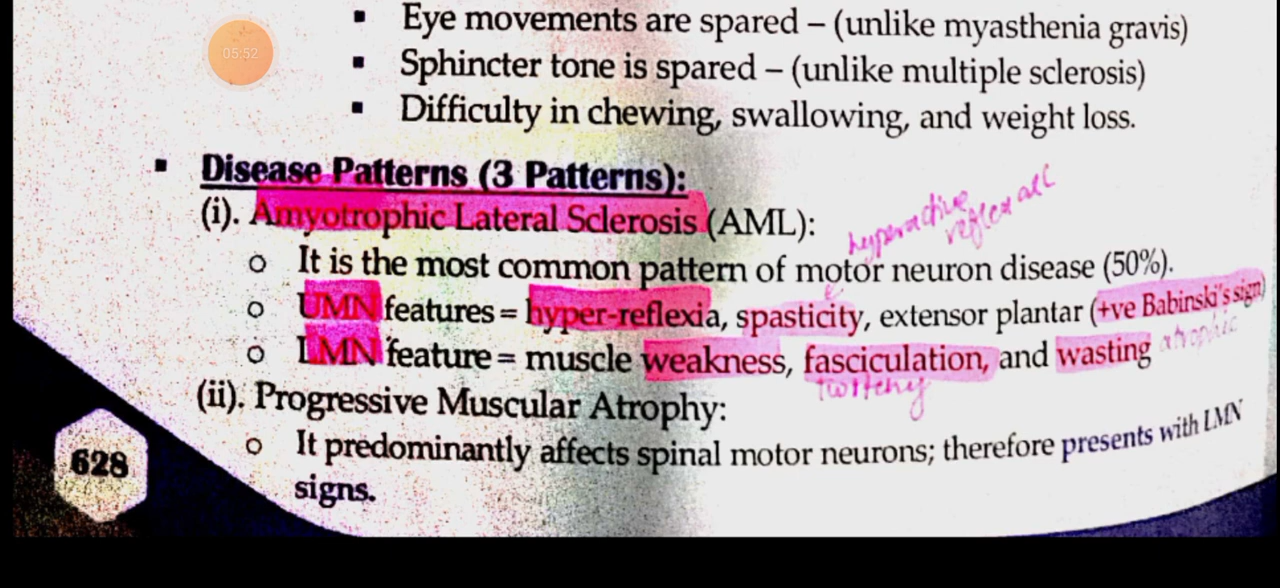 05:52
▪ Eye movements are spared – (unlike myasthenia gravis)
▪ Sphincter tone is spared – (unlike multiple sclerosis)
▪ Difficulty in chewing, swallowing, and weight loss.
▪ Disease Patterns (3 Patterns):
(i). Amyotrophic Lateral Sclerosis (AML):
hyperactive
reflex all
o It is the most common pattern of motor neuron disease (50%).
o UMN features = hyper-reflexia, spasticity, extensor plantar (+ve Babinski's sign)
o LMN feature = muscle weakness, fasciculation, and wasting atrophic
twitchy
(ii). Progressive Muscular Atrophy:
o It predominantly affects spinal motor neurons; therefore presents with LMN
signs.
628